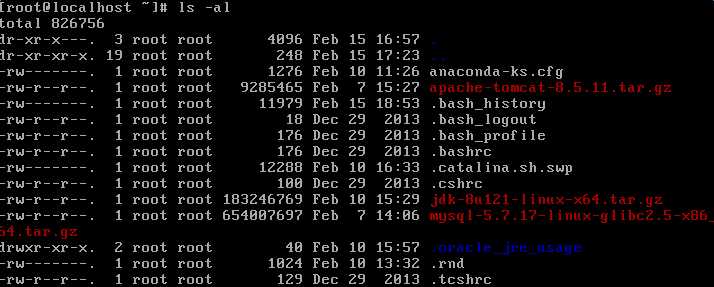 [root@localhost ~]# ls -al
total 826756
dr-xr-x---.  3 root root      4096 Feb 15 16:57 .
dr-xr-xr-x. 19 root root       248 Feb 15 17:23 ..
-rw-------.  1 root root      1276 Feb 10 11:26 anaconda-ks.cfg
-rw-r--r--.  1 root root   9285465 Feb  7 15:27 apache-tomcat-8.5.11.tar.gz
-rw-------.  1 root root     11979 Feb 15 18:53 .bash_history
-rw-r--r--.  1 root root        18 Dec 29  2013 .bash_logout
-rw-r--r--.  1 root root       176 Dec 29  2013 .bash_profile
-rw-r--r--.  1 root root       176 Dec 29  2013 .bashrc
-rw-------.  1 root root     12288 Feb 10 16:33 .catalina.sh.swp
-rw-r--r--.  1 root root       100 Dec 29  2013 .cshrc
-rw-r--r--.  1 root root 183246769 Feb 10 15:29 jdk-8u121-linux-x64.tar.gz
-rw-r--r--.  1 root root 654007697 Feb  7 14:06 mysql-5.7.17-linux-glibc2.5-x86_
64.tar.gz
drwxr-xr-x.  2 root root        40 Feb 10 15:57 .oracle_jre_usage
-rw-------.  1 root root      1024 Feb 10 13:32 .rnd
-rw-r--r--.  1 root root       129 Dec 29  2013 .tcshrc